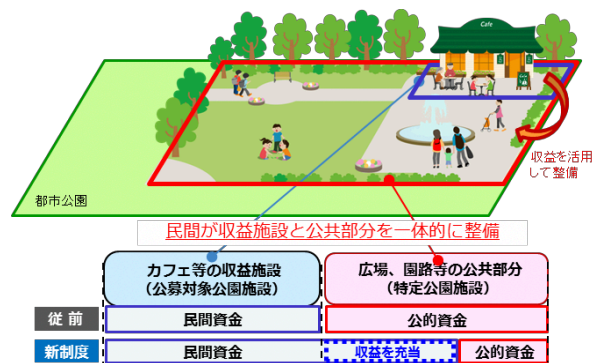 Cafe
収益を活用
して整備
都市公園
民間が収益施設と公共部分を一体的に整備
カフェ等の収益施設
(公募対象公園施設)
広場、園路等の公共部分
(特定公園施設)
従前
民間資金
公的資金
新制度
民間資金
収益を充当
公的資金